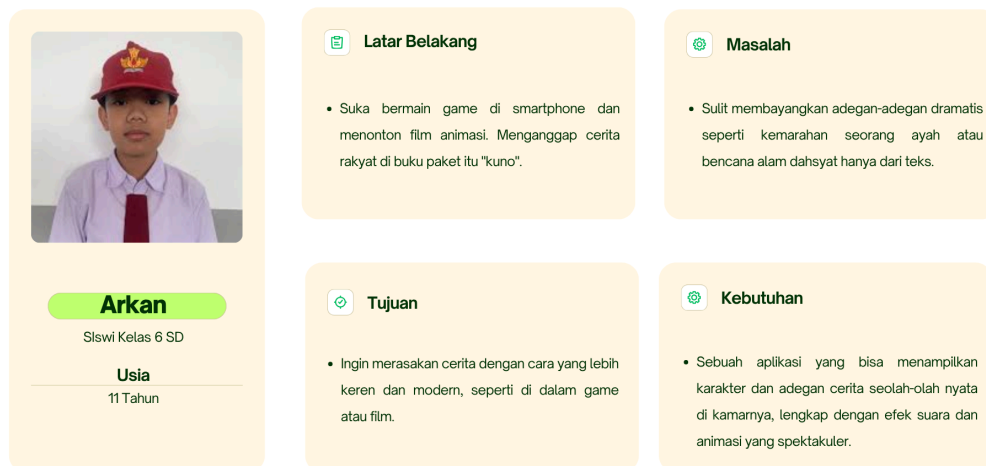 Arkan
SIswi Kelas 6 SD
Usia
11 Tahun
Latar Belakang
Suka bermain game di smartphone dan
menonton film animasi. Menganggap cerita
rakyat di buku paket itu "kuno".
Masalah
Sulit membayangkan adegan-adegan dramatis
seperti kemarahan seorang ayah atau
bencana alam dahsyat hanya dari teks.
Tujuan
Ingin merasakan cerita dengan cara yang lebih
keren dan modern, seperti di dalam game
atau film.
Kebutuhan
Sebuah aplikasi yang bisa menampilkan
karakter dan adegan cerita seolah-olah nyata
di kamarnya, lengkap dengan efek suara dan
animasi yang spektakuler.